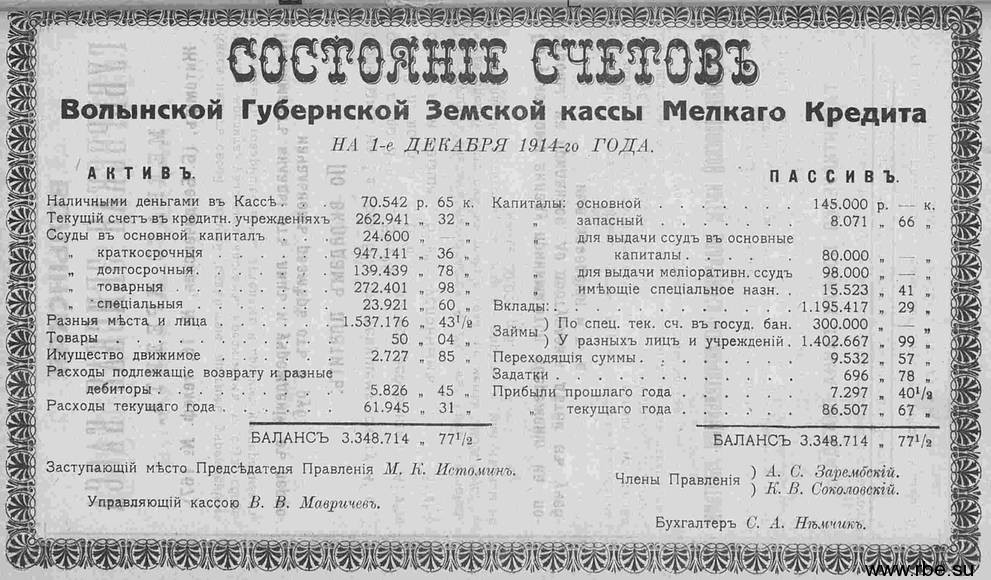 СОСТОЯНІЕ СЧЕТОВЪ
Волынской Губернской Земской кассы Мелкаго Кредита
НА 1-е ДЕКАБРЯ 1914-го ГОДА.
АКТИВЪ.
Наличными деньгами въ Кассѣ. 70.542 р. 65 к.
Текущій счетъ въ кредитн. учрежденіяхъ 262.941 „ 32 „
Ссуды въ основной капиталъ 24.600 „ — „
„ краткосрочныя 947.141 „ 36 „
„ долгосрочныя. 139.439 „ 78 „
„ товарныя 272.401 „ 98 „
„ спеціальныя 23.921 „ 60 „
Разныя мѣста и лица 1.537.176 „ 43½
Товары 50 „ 04 „
Имущество движимое 2.727 „ 85 „
Расходы подлежащіе возврату и разные
дебиторы 5.826 „ 45 „
Расходы текущаго года 61.945 „ 31 „
БАЛАНСЪ 3.348.714 „ 77½
ПАССИВЪ.
Капиталы: основной 145.000 р. — к.
„ запасный 8.071 „ 66 „
„ для выдачи ссудъ въ основные
капиталы 80.000 „ — „
„ для выдачи меліоративн. ссудъ 98.000 „ — „
„ имѣющіе спеціальное назн. 15.523 „ 41 „
Вклады: 1.195.417 „ 29 „
Займы ) По спец. тек. сч. въ госуд. бан. 300.000 „ — „
) У разныхъ лицъ и учрежденій. 1.402.667 „ 99 „
Переходящія суммы. 9.532 „ 57 „
Задатки 696 „ 78 „
Прибыли прошлаго года 7.297 „ 40½
„ текущаго года 86.507 „ 67 „
БАЛАНСЪ 3.348.714 „ 77½
Заступающій мѣсто Предсѣдателя Правленія М. К. Истоминъ.
Управляющій кассою В. В. Мавричевъ.
Члены Правленія ) А. С. Зарембскій.
) К. В. Соколовскій.
Бухгалтеръ С. А. Нѣмчикъ.
www.rbe.su